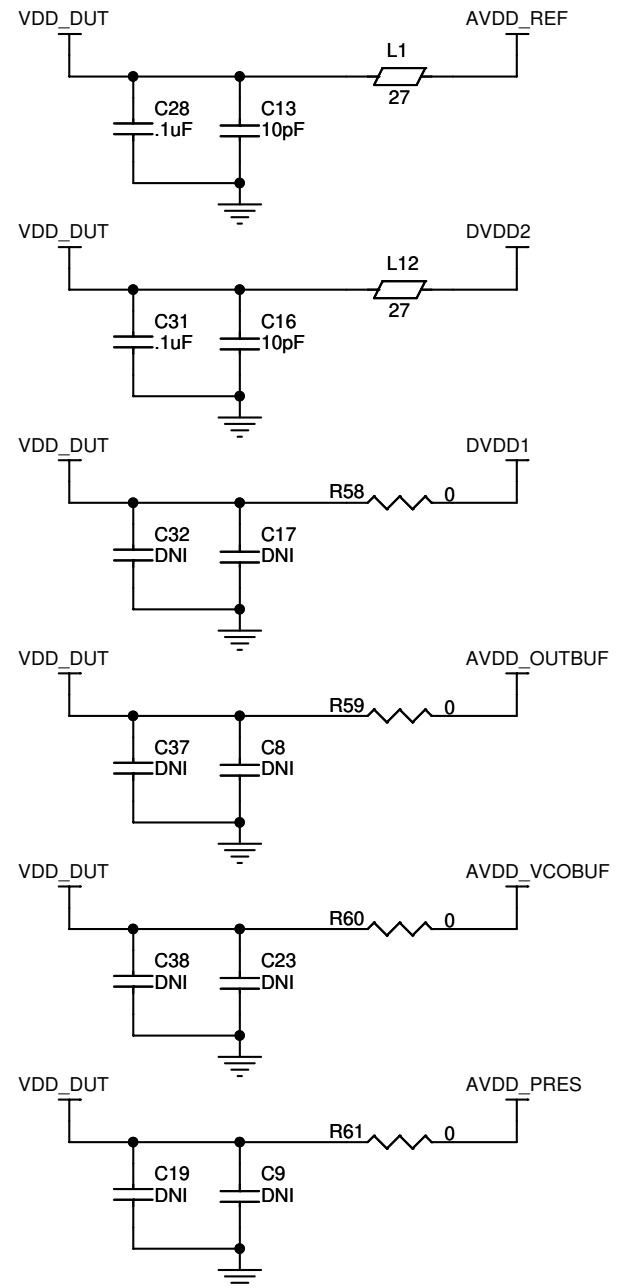 VDD_DUT AVDD_REF
L1
27
C28 C13
.1uF 10pF
VDD_DUT DVDD2
L12
27
C31 C16
.1uF 10pF
VDD_DUT DVDD1
R58 0
C32 C17
DNI DNI
VDD_DUT AVDD_OUTBUF
R59 0
C37 C8
DNI DNI
VDD_DUT AVDD_VCOBUF
R60 0
C38 C23
DNI DNI
VDD_DUT AVDD_PRES
R61 0
C19 C9
DNI DNI